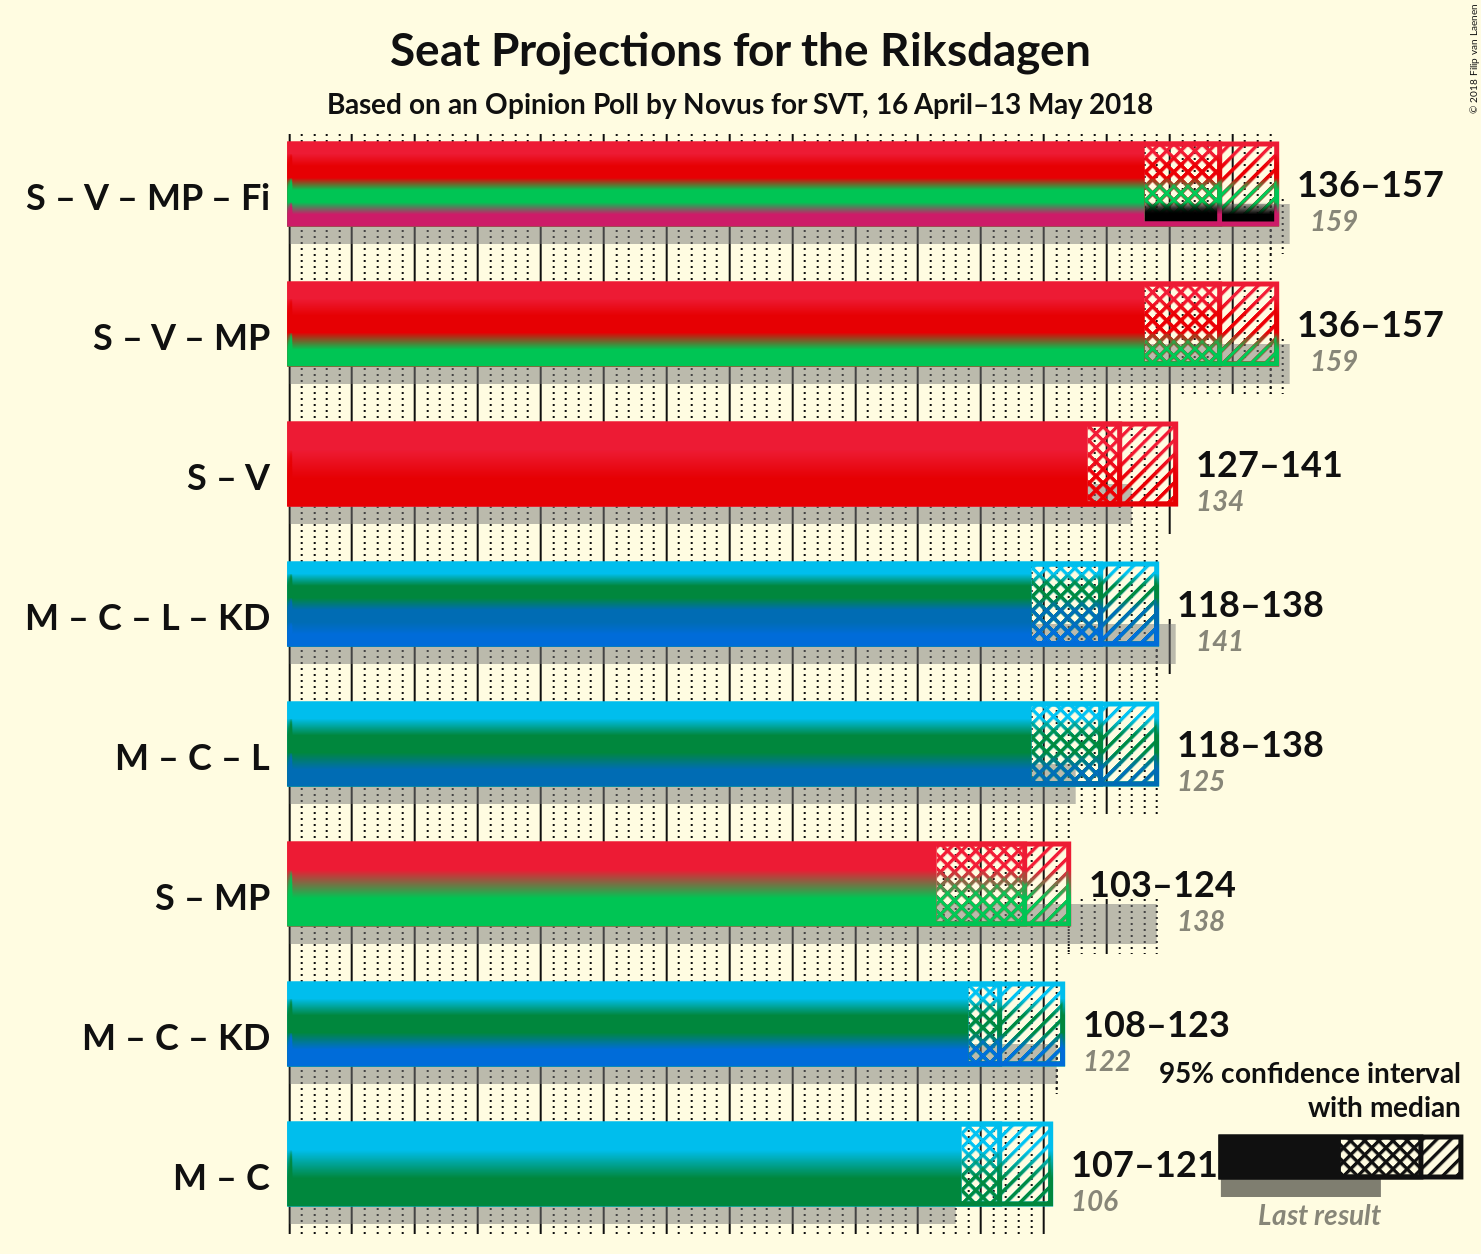 Seat Projections for the Riksdagen
Based on an Opinion Poll by Novus for SVT, 16 April–13 May 2018
© 2018 Filip van Laenen
S – V – MP – Fi
136–157
159
S – V – MP
136–157
159
S – V
127–141
134
M – C – L – KD
118–138
141
M – C – L
118–138
125
S – MP
103–124
138
M – C – KD
108–123
122
M – C
107–121
106
95% confidence interval
with median
Last result